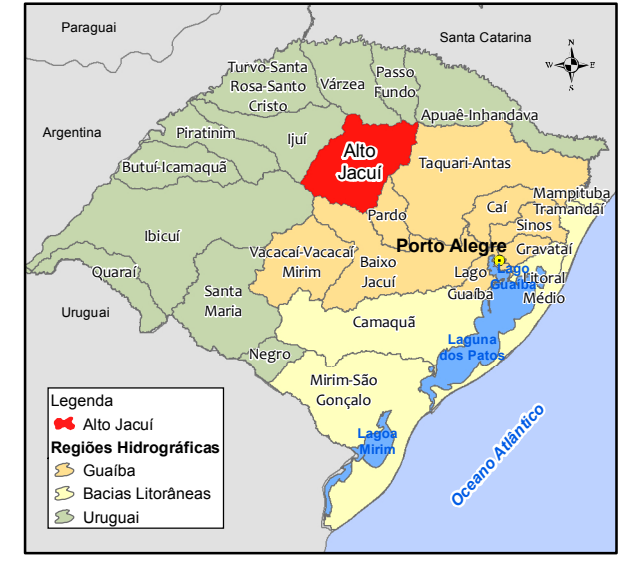 Paraguai
Santa Catarina
N
W
E
S
Turvo-Santa
Rosa-Santo
Cristo
Várzea
Passo
Fundo
Apuaê-Inhandava
Argentina
Piratinim
Ijuí
Alto
Jacuí
Taquari-Antas
Butuí-Icamaquã
Mampituba
Caí
Tramandaí
Pardo
Sinos
Ibicuí
Porto Alegre
Gravataí
Vacacaí-Vacacaí
Mirim
Baixo
Jacuí
Quaraí
Lago
Guaíba
Lago
Guaíba
Litoral
Médio
Santa
Maria
Uruguai
Camaquã
Laguna
dos Patos
Negro
Mirim-São
Gonçalo
Lagoa
Mirim
Oceano Atlântico
Legenda
Alto Jacuí
Regiões Hidrográficas
Guaíba
Bacias Litorâneas
Uruguai